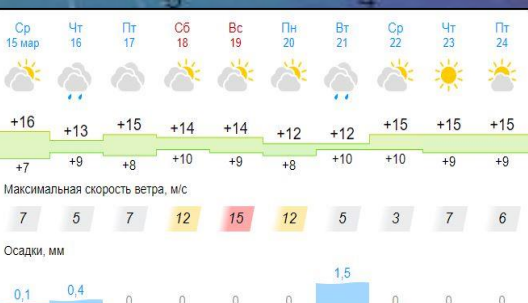 Ср Чт Пт Сб Вс Пн Вт Ср Чт Пт
15 мар 16 17 18 19 20 21 22 23 24
+16 +13 +15 +14 +14 +12 +12 +15 +15 +15
+7 +9 +8 +10 +9 +8 +10 +10 +9 +9
Максимальная скорость ветра, м/с
7 5 7 12 15 12 5 3 7 6
Осадки, мм
0,1 0,4 0 0 0 0 1,5 0 0 0